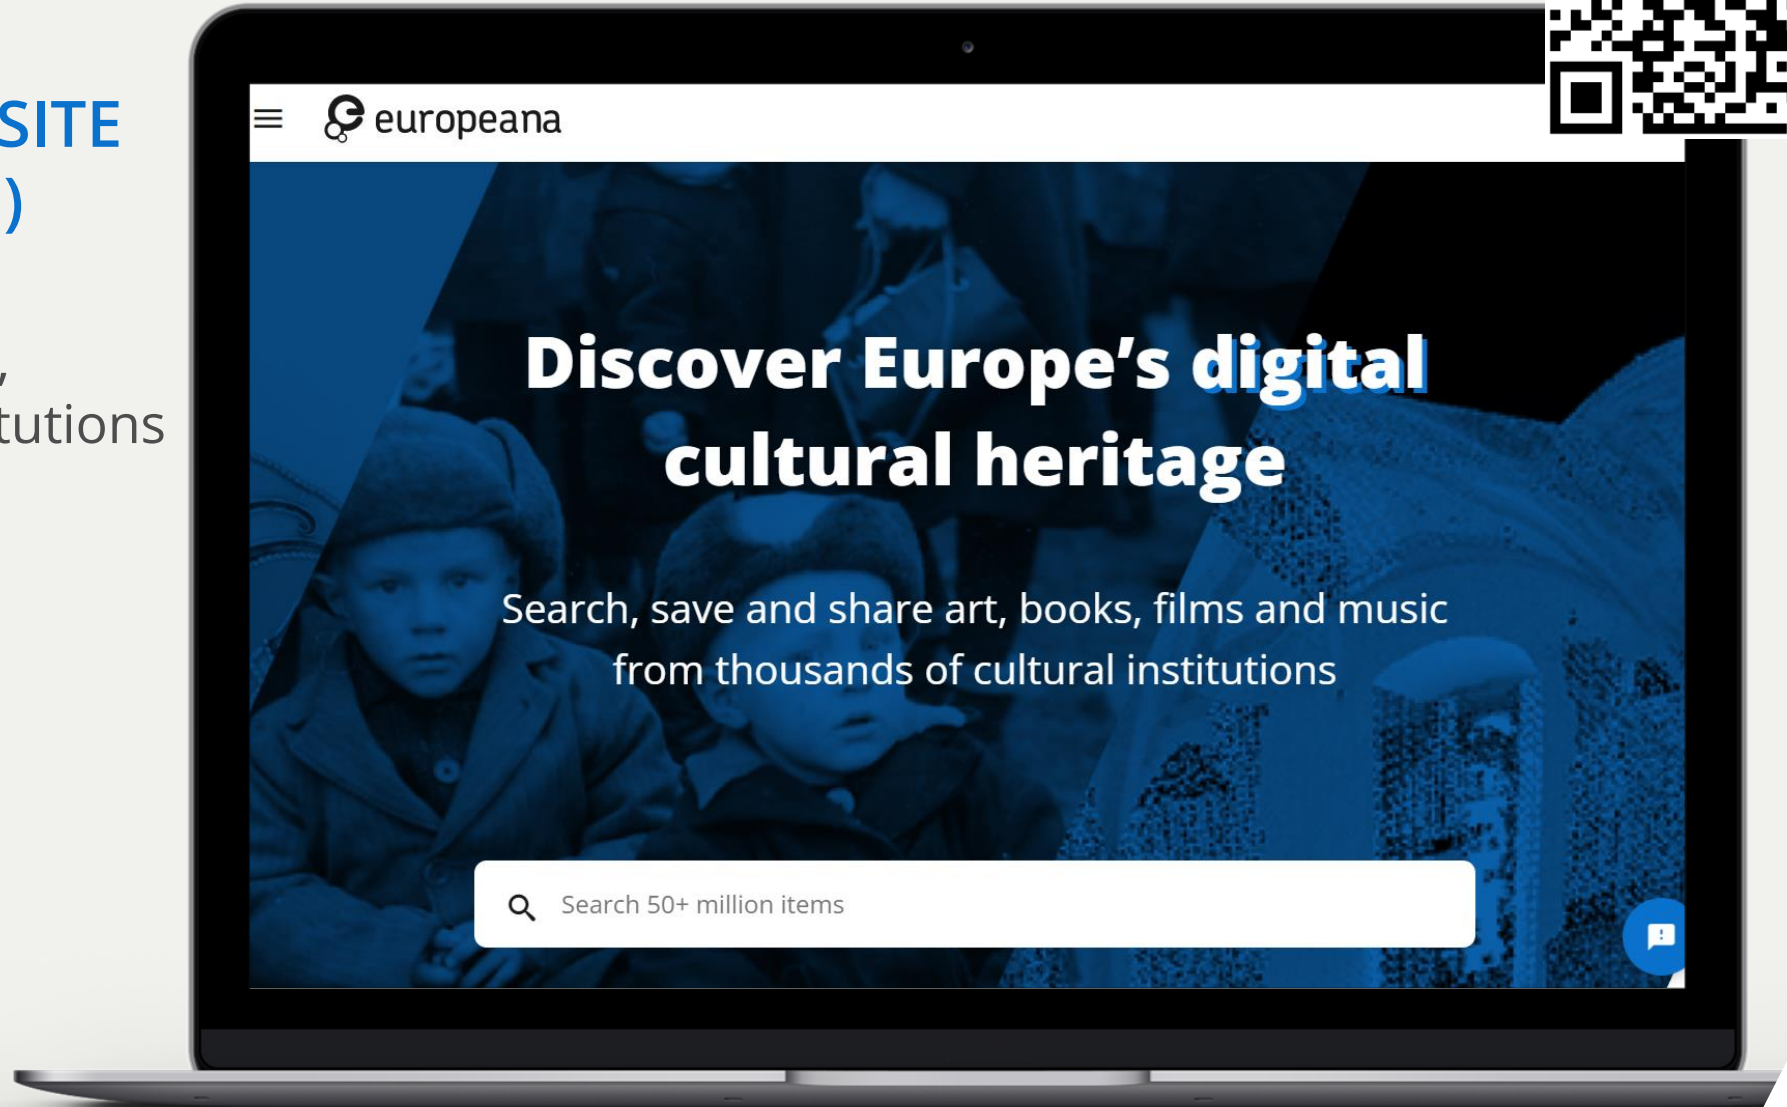 SITE
)
,
tutions
europeana
Discover Europe’s digital
cultural heritage
Search, save and share art, books, films and music
from thousands of cultural institutions
Search 50+ million items